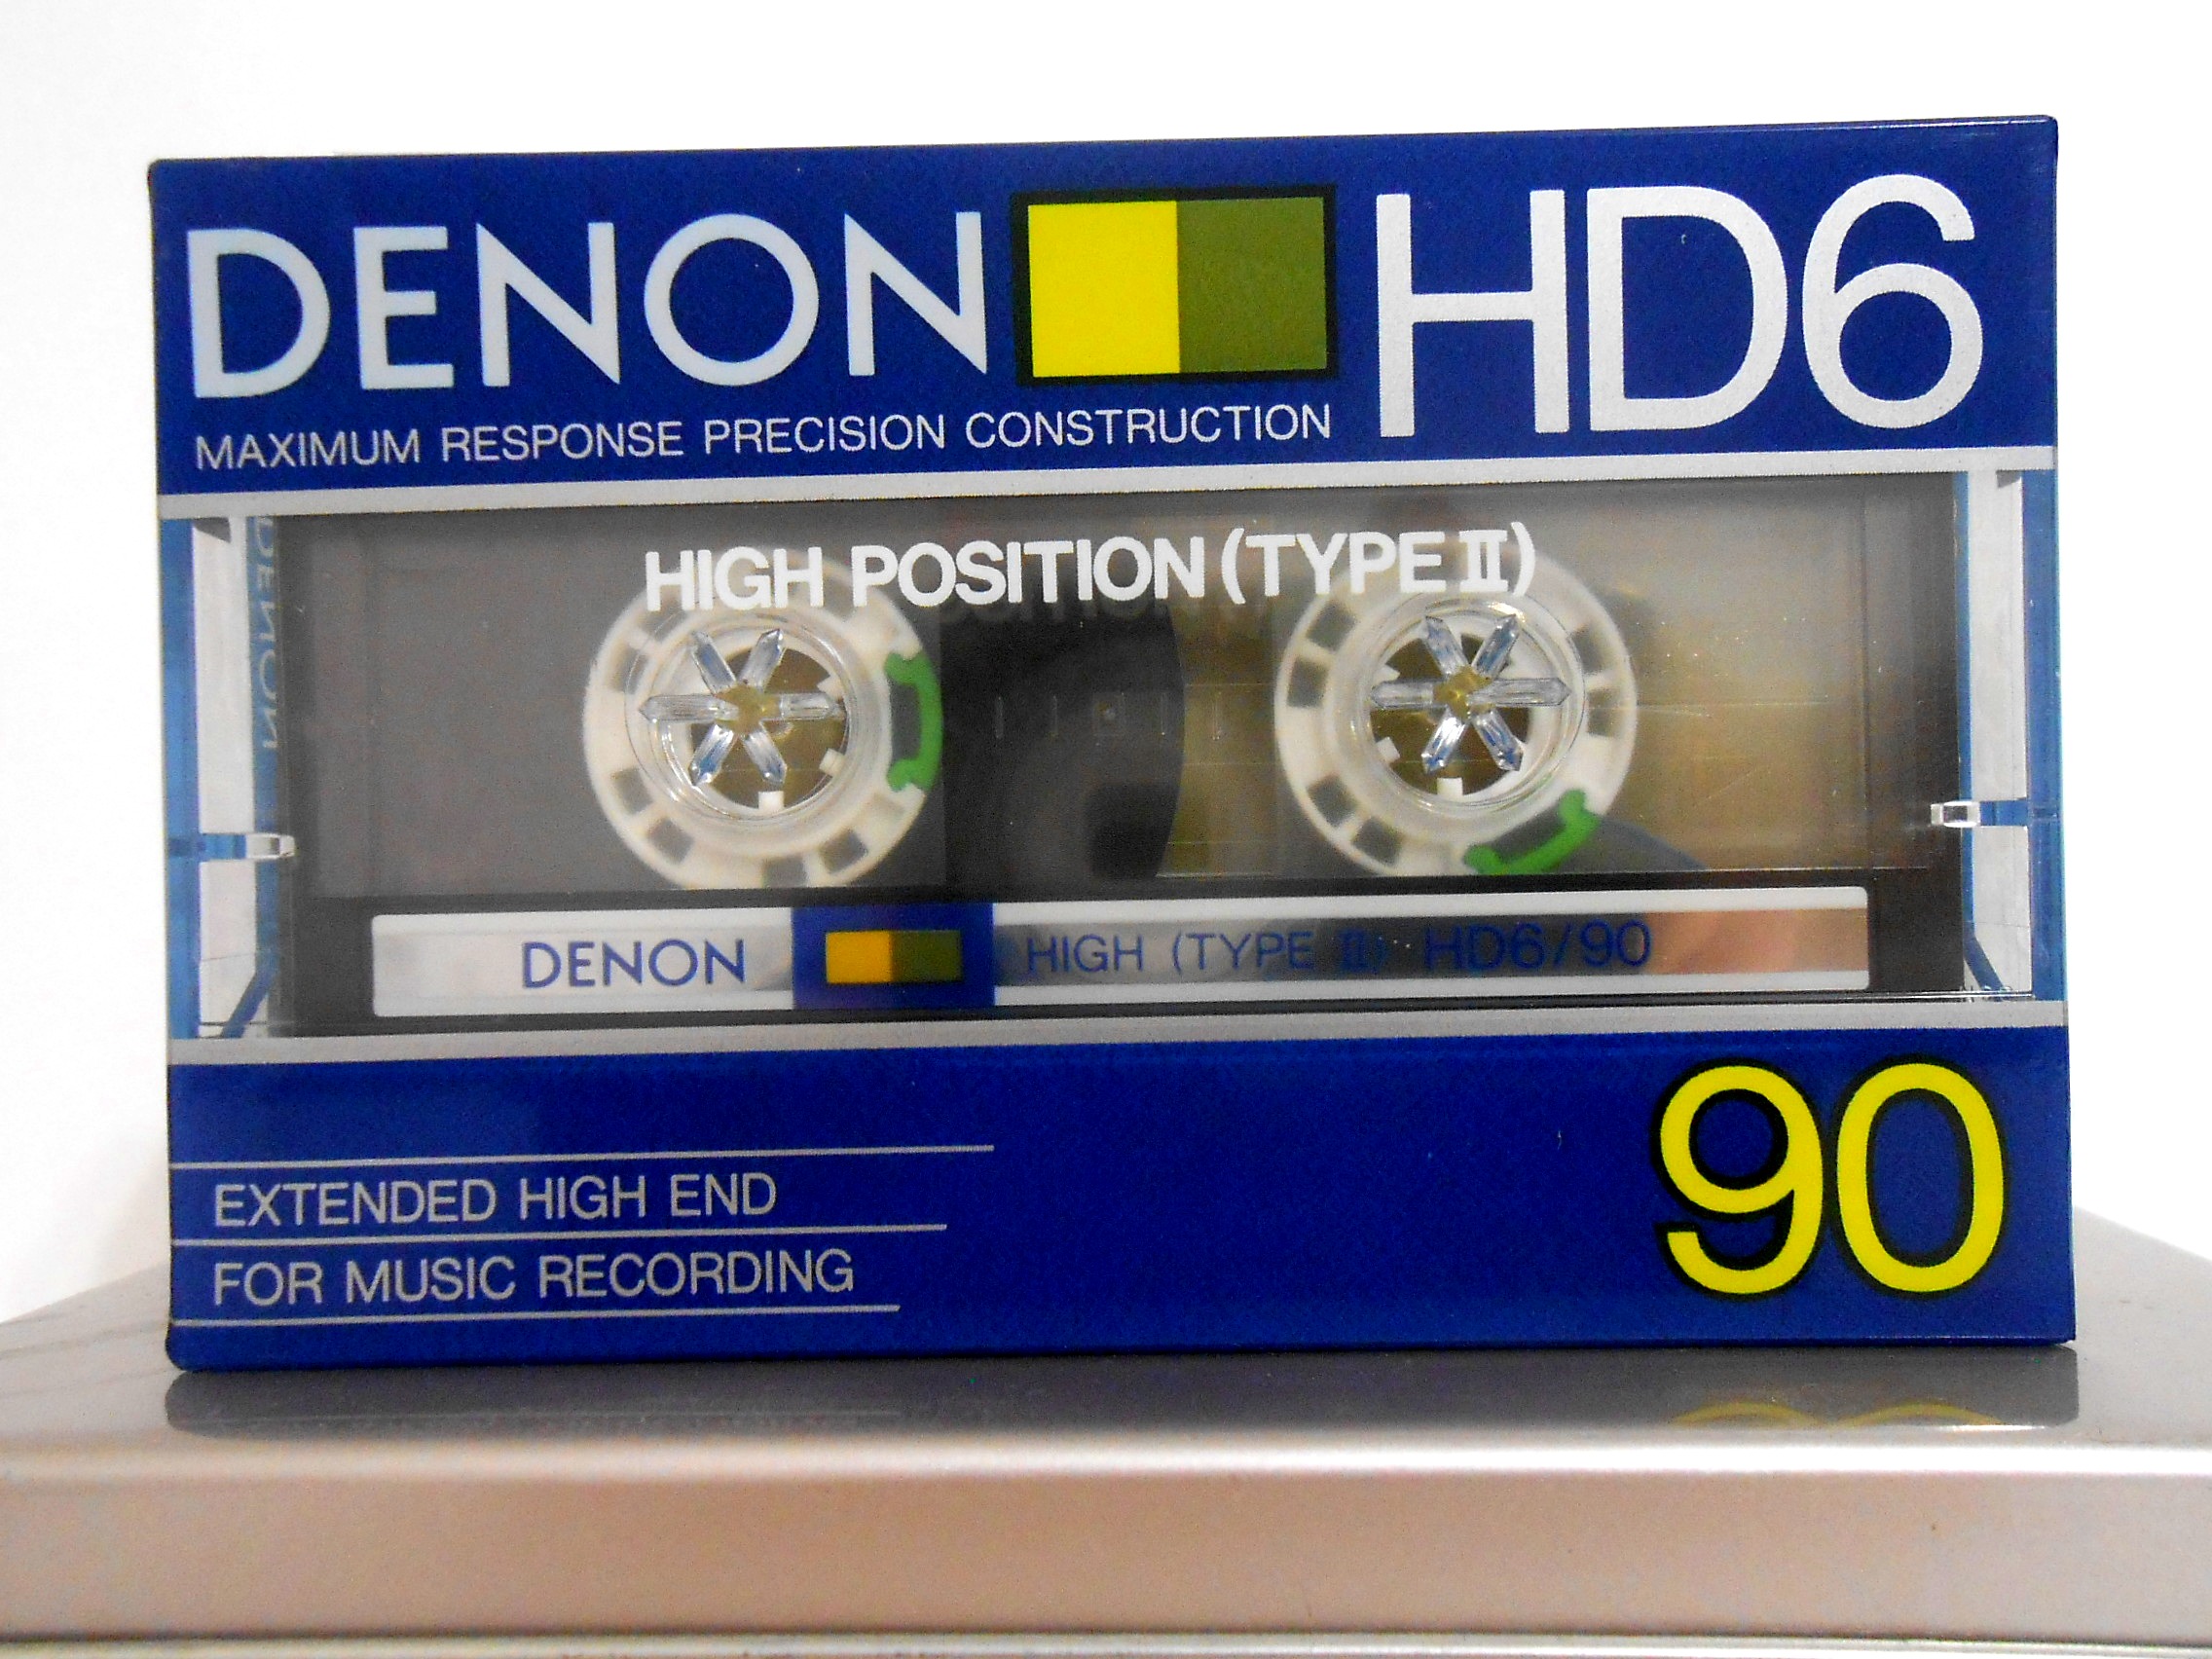 DENON HD6
MAXIMUM RESPONSE PRECISION CONSTRUCTION
HIGH POSITION (TYPE II)
DENON
DENON HIGH (TYPE II) HD6/90
90
EXTENDED HIGH END
FOR MUSIC RECORDING